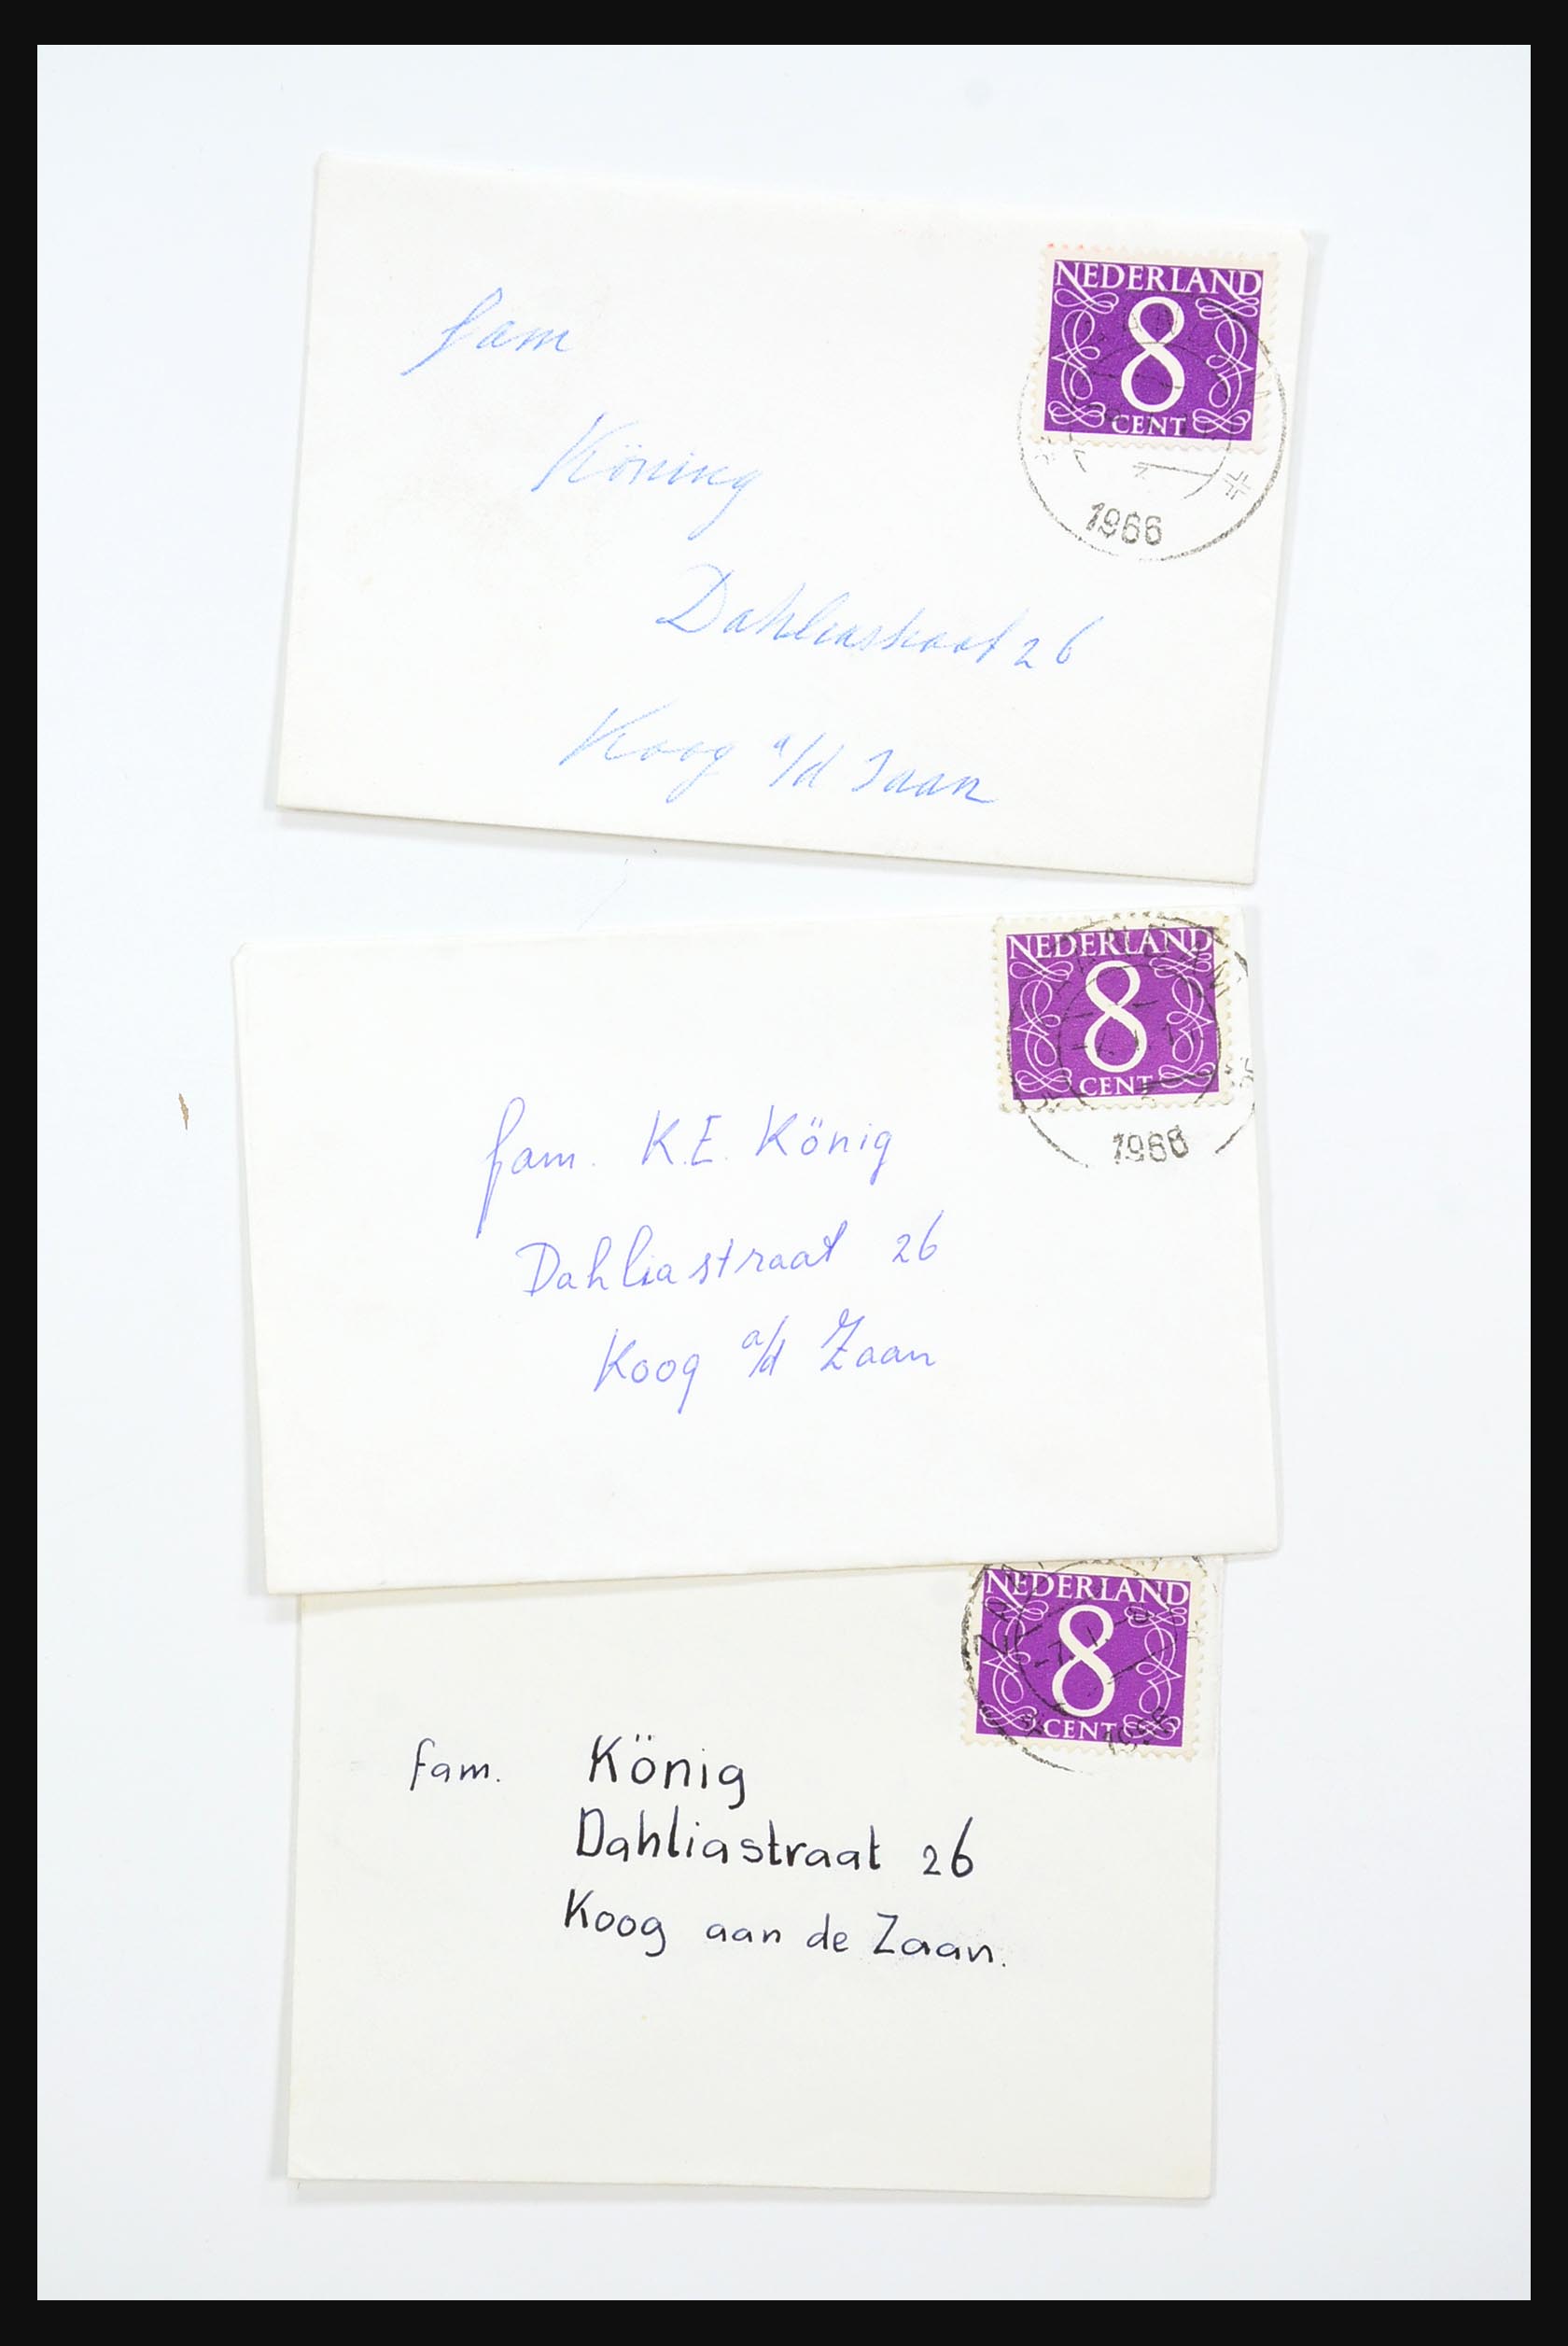 NEDERLAND
8
CENT
1966
fam
Köning
Dahliastraat 26
Koog a/d Zaan
NEDERLAND
8
CENT
1966
fam. K.E. König
Dahliastraat 26
Koog a/d Zaan
NEDERLAND
8
CENT
fam. König
Dahliastraat 26
Koog aan de Zaan.